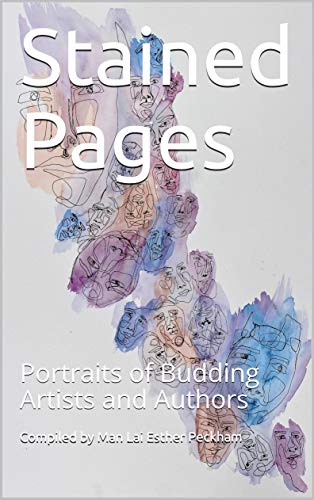 Stained
Pages
Portraits of Budding
Artists and Authors
Compiled by Man Lai Esther Peckham